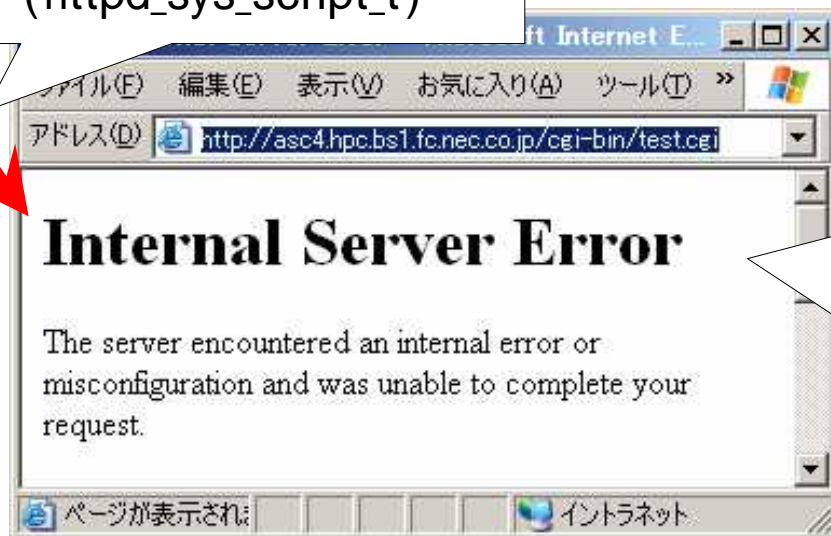 (httpd_sys_script_t)
ft Internet E...
ファイル(F) 編集(E) 表示(V) お気に入り(A) ツール(T) »
アドレス(D) http://asc4.hpc.bs1.fc.nec.co.jp/cgi-bin/test.cgi
Internal Server Error
The server encountered an internal error or
misconfiguration and was unable to complete your
request.
ページが表示され
イントラネット